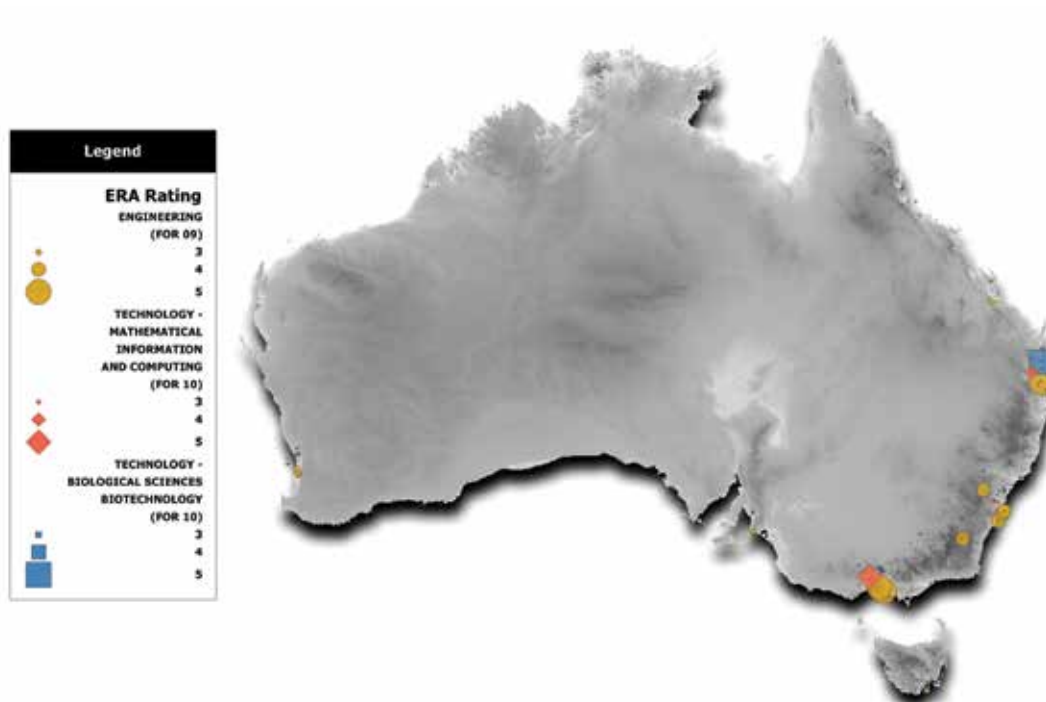 Legend
ERA Rating
ENGINEERING
(FOR 09)
3
4
5
TECHNOLOGY -
MATHEMATICAL
INFORMATION
AND COMPUTING
(FOR 10)
3
4
5
TECHNOLOGY -
BIOLOGICAL SCIENCES
BIOTECHNOLOGY
(FOR 10)
3
4
5